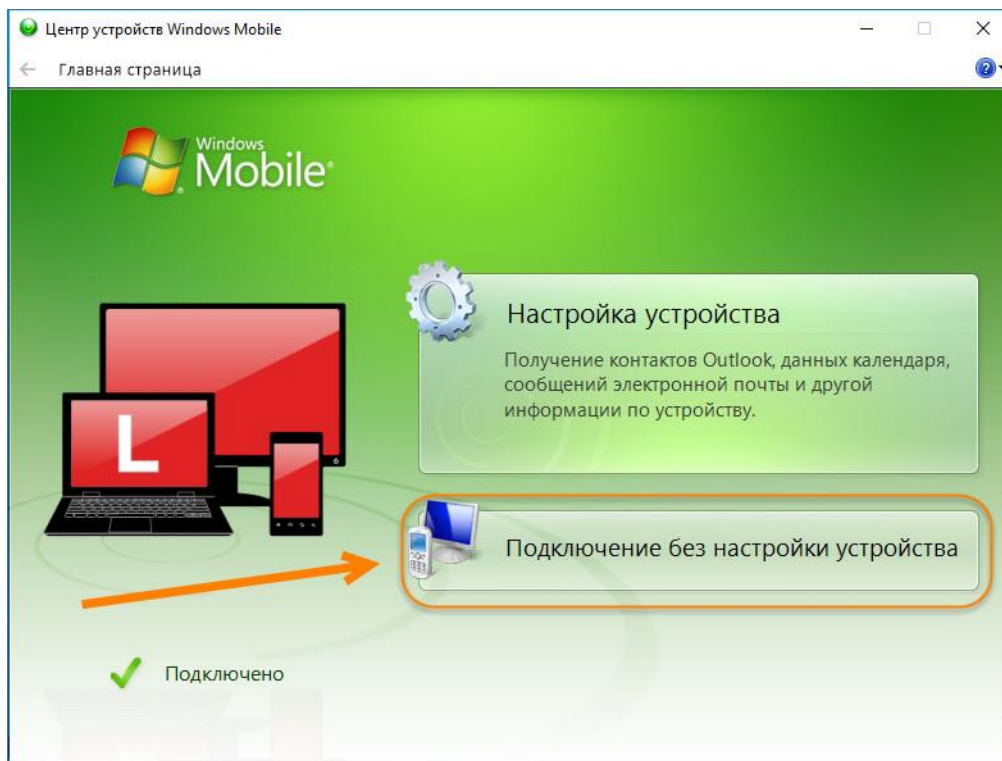 Центр устройств Windows Mobile
Главная страница
Windows
Mobile
Настройка устройства
Получение контактов Outlook, данных календаря,
сообщений электронной почты и другой
информации по устройству.
L
Подключение без настройки устройства
Подключено